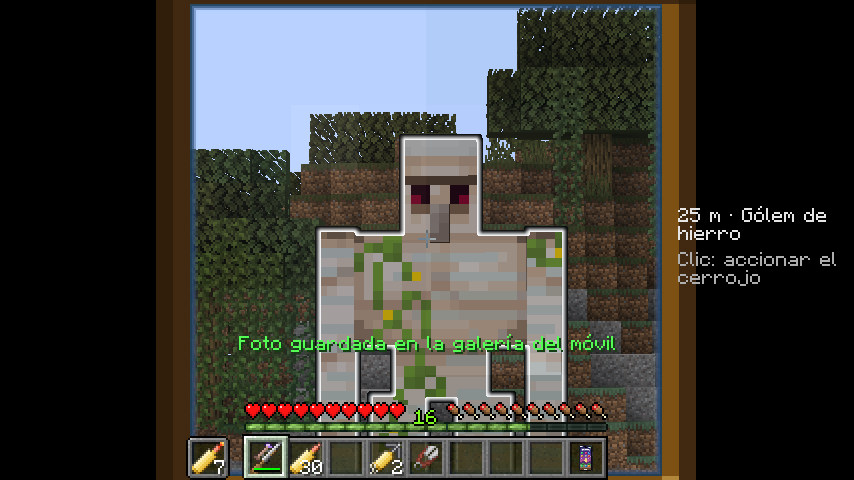 25 m · Gólem de
hierro
Clic: accionar el
cerrojo
Foto guardada en la galería del móvil
16
7
30
2